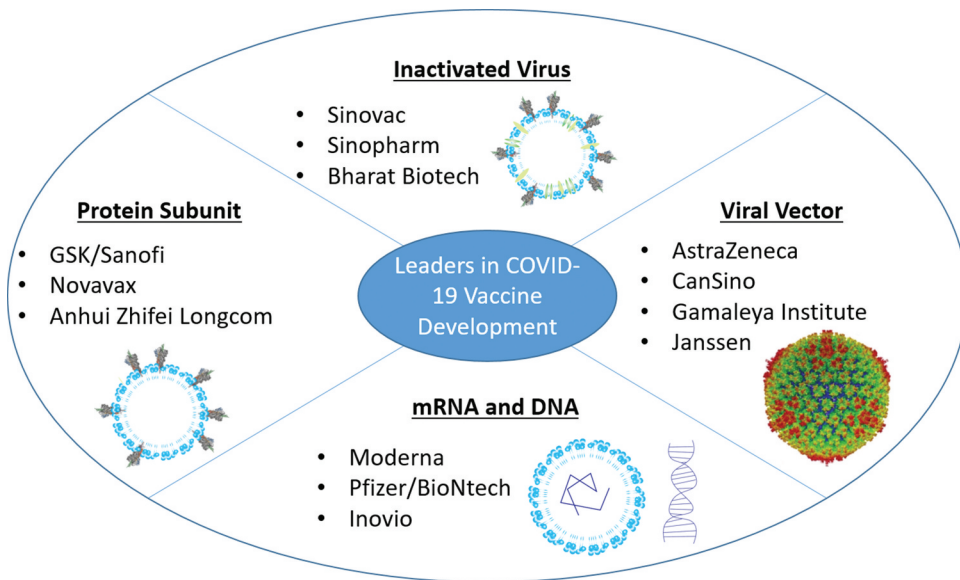 Inactivated Virus
• Sinovac
• Sinopharm
• Bharat Biotech
Protein Subunit
• GSK/Sanofi
• Novavax
• Anhui Zhifei Longcom
Leaders in COVID-
19 Vaccine
Development
Viral Vector
• AstraZeneca
• CanSino
• Gamaleya Institute
• Janssen
mRNA and DNA
• Moderna
• Pfizer/BioNtech
• Inovio